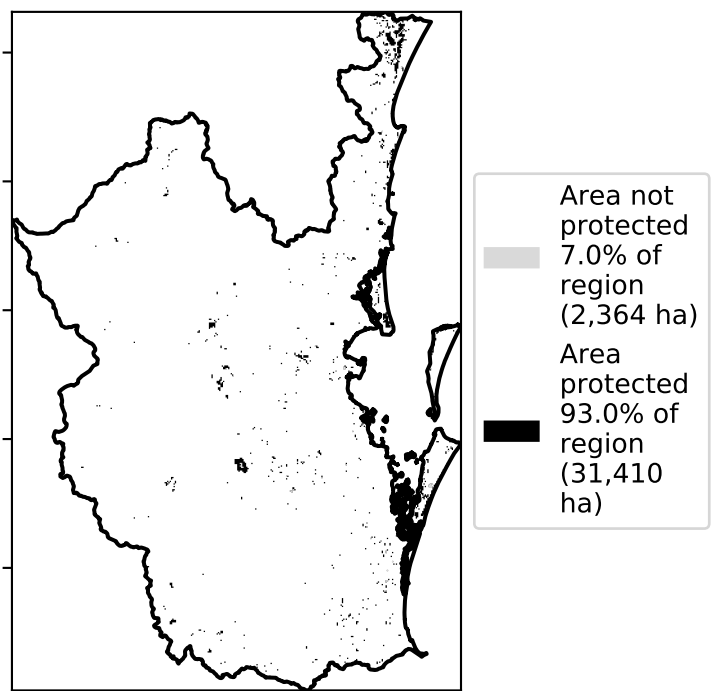 Area not
protected
7.0% of
region
(2,364 ha)
Area
protected
93.0% of
region
(31,410
ha)